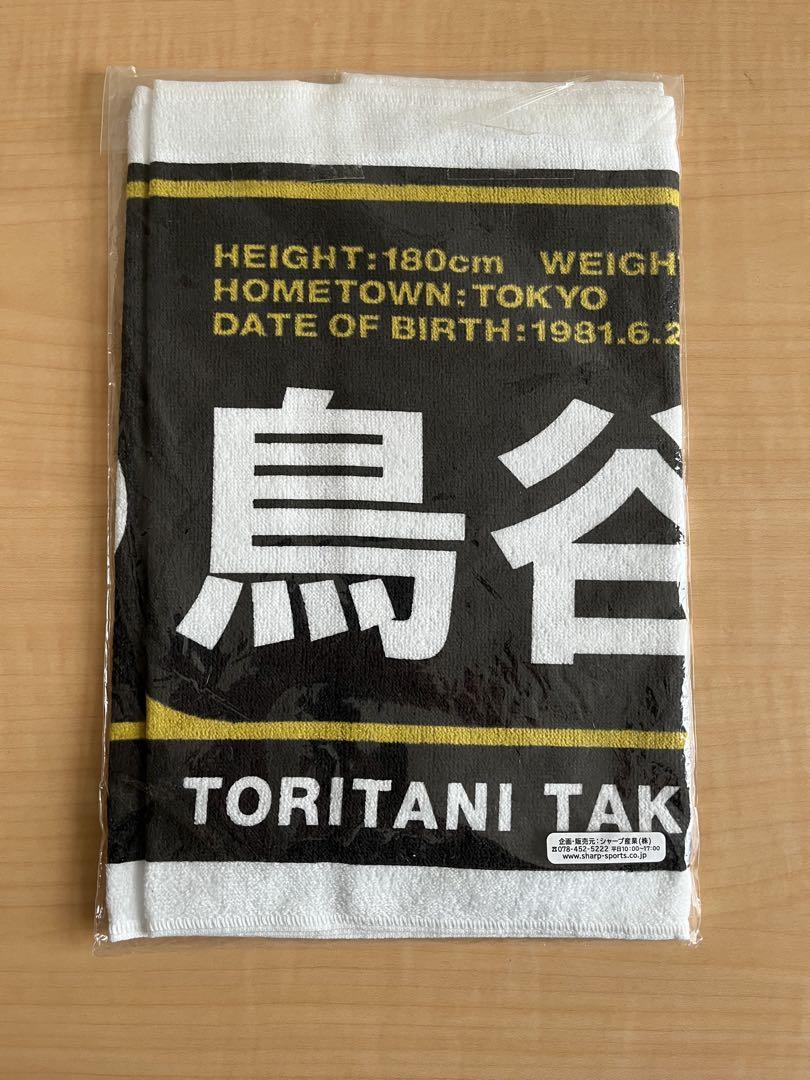 HEIGHT:180cm WEIGH
HOMETOWN:TOKYO
DATE OF BIRTH:1981.6.2
鳥谷
TORITANI TAK
企画・販売元:シャープ産業(株)
☎078-452-5222 平日10:00~17:00
www.sharp-sports.co.jp